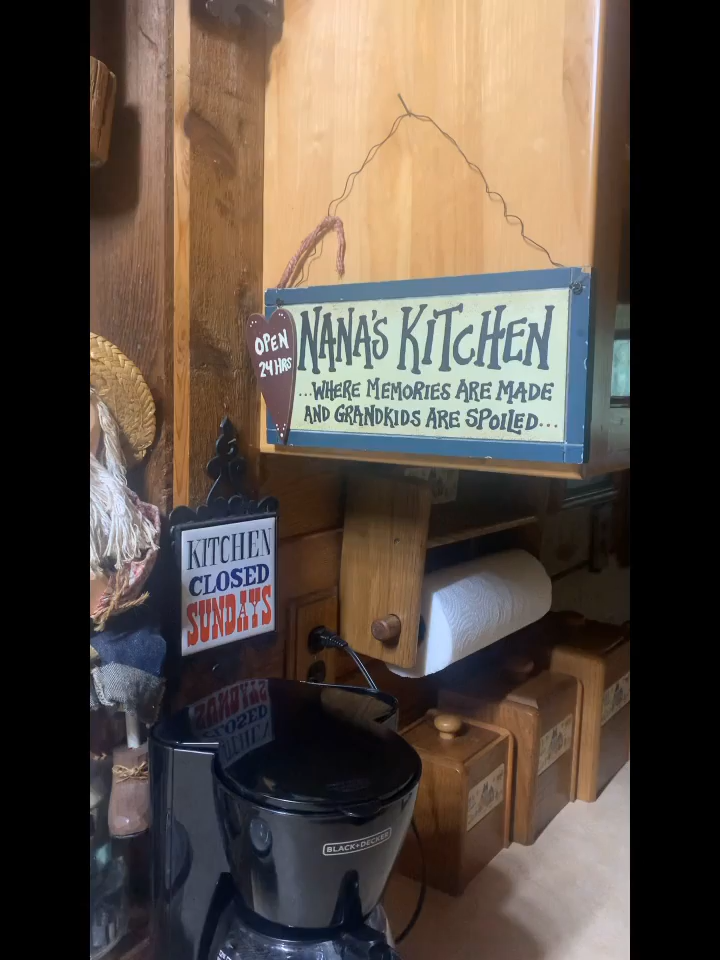 OPEN
24 HRS
NANA'S KITCHEN
...WHERE MEMORIES ARE MADE
AND GRANDKIDS ARE SPOILED...
KITCHEN
CLOSED
SUNDAYS
BLACK+DECKER